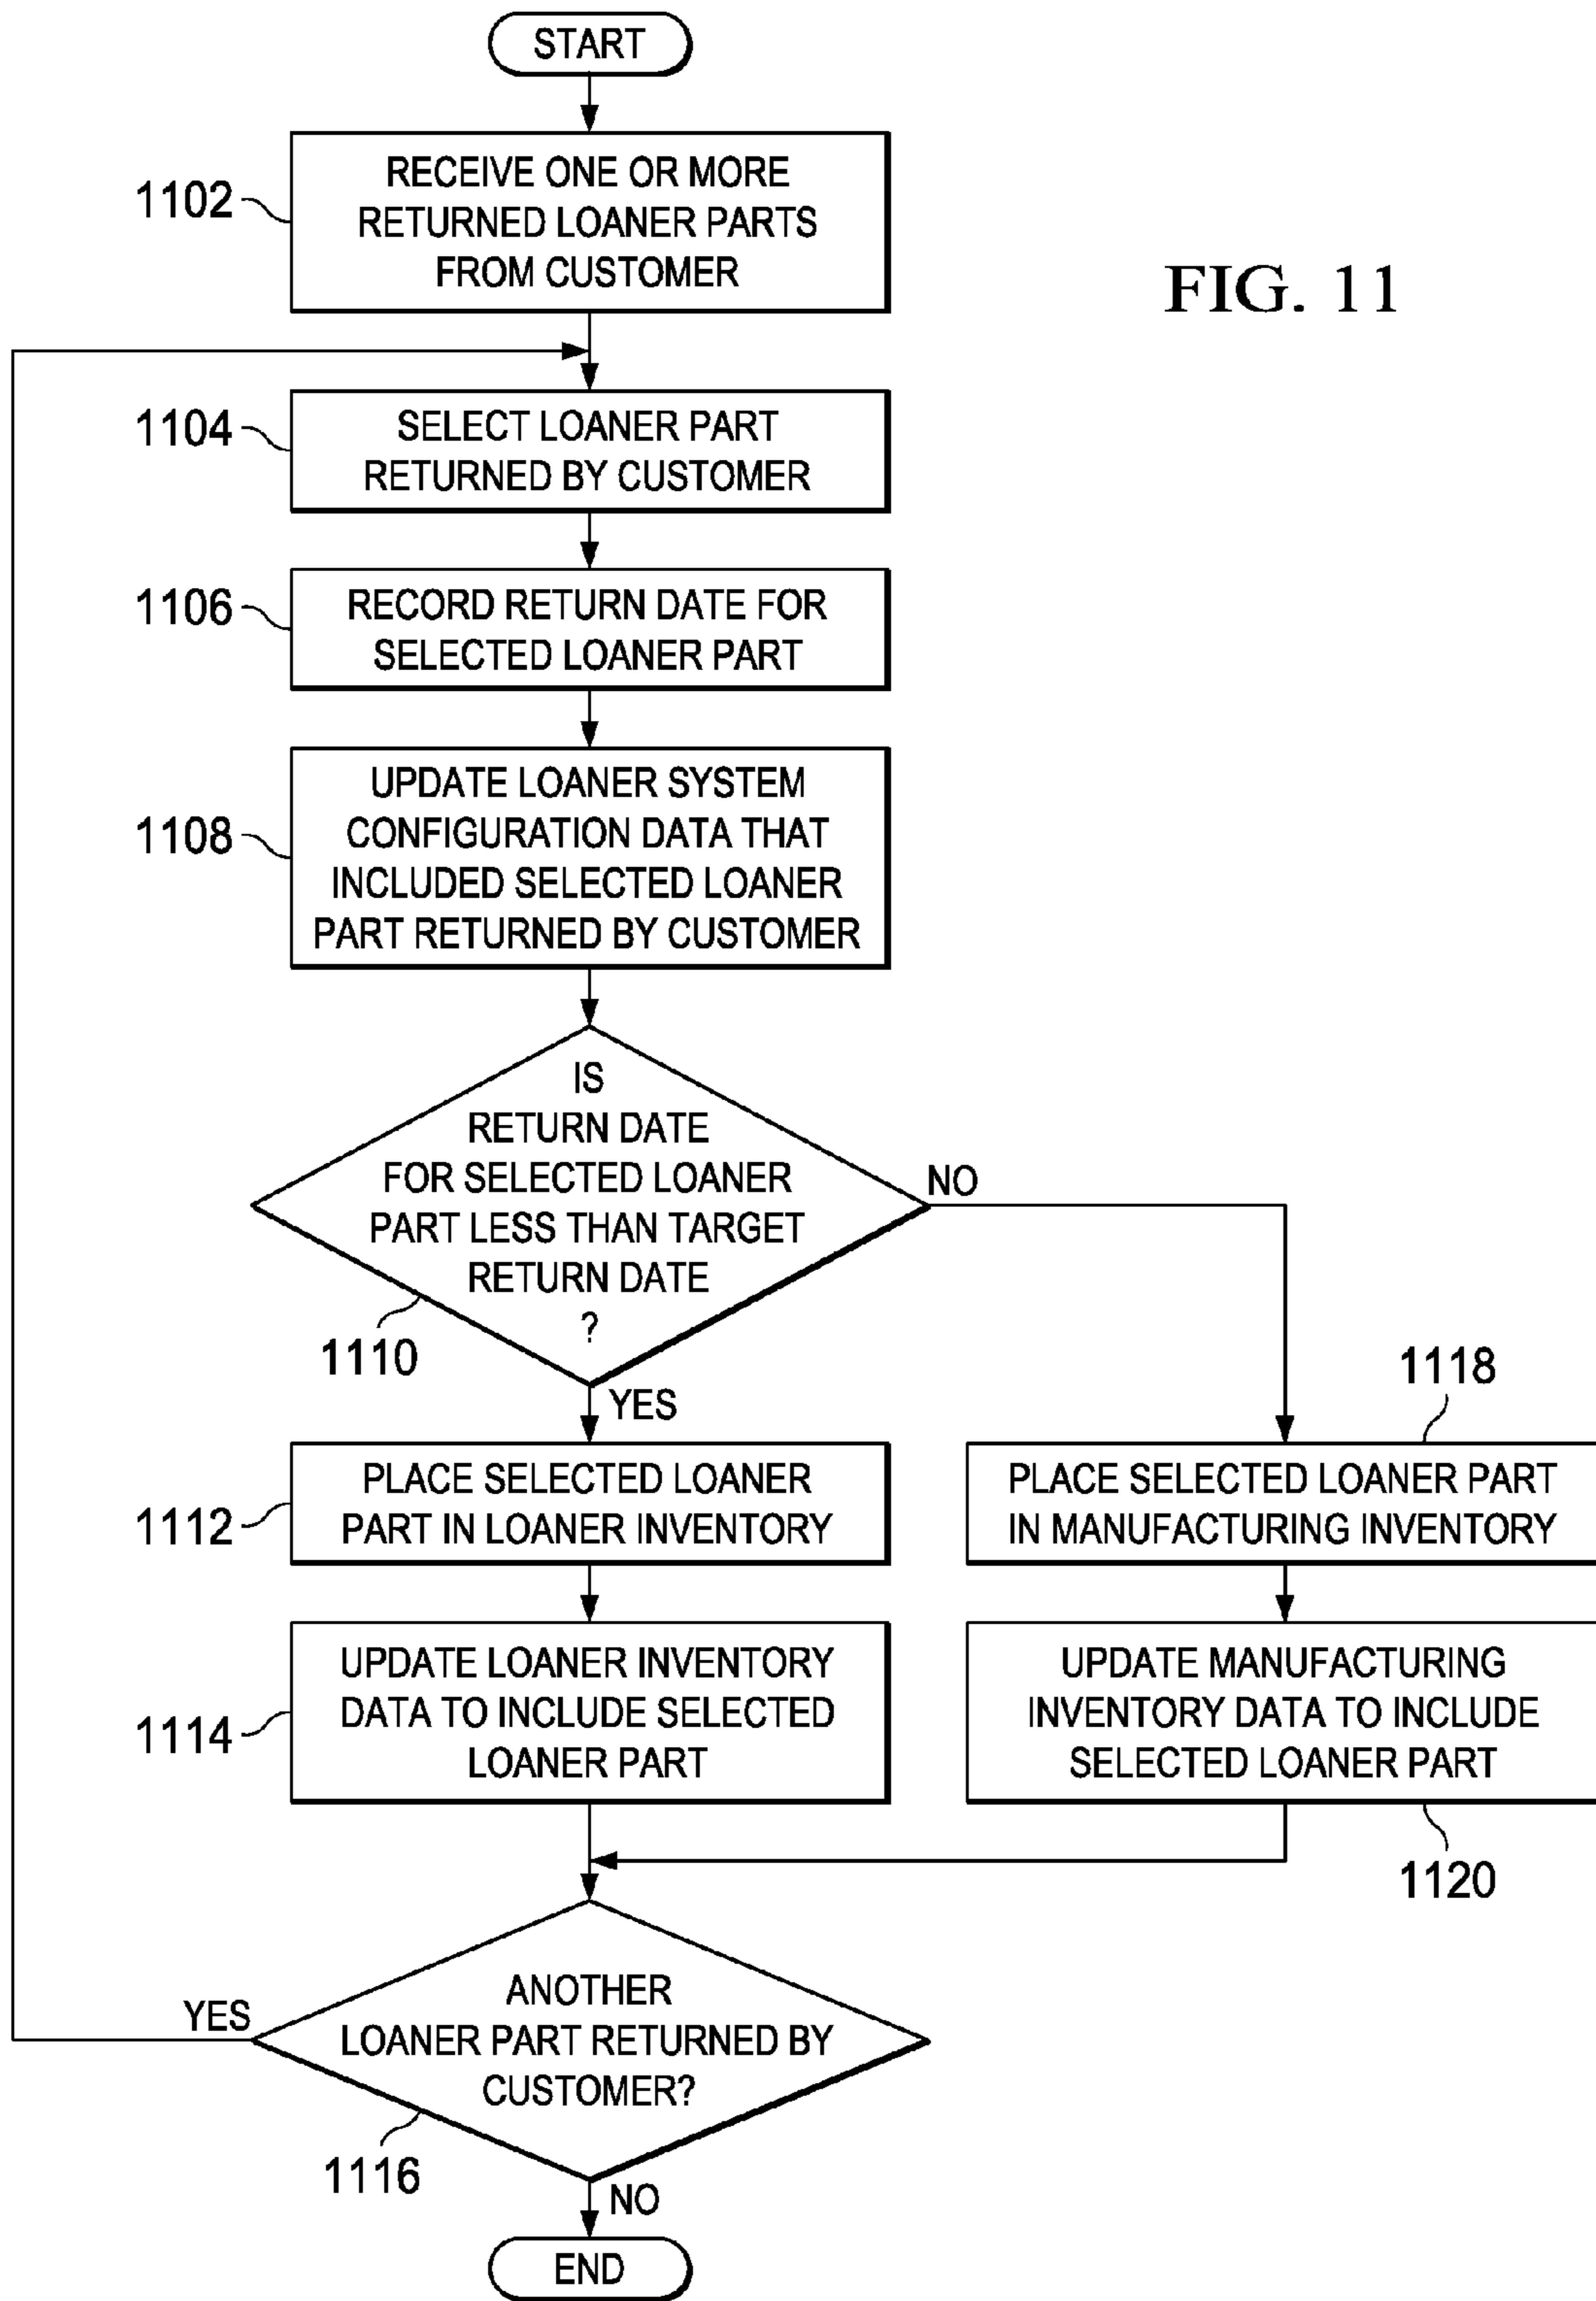 START
1102
RECEIVE ONE OR MORE
RETURNED LOANER PARTS
FROM CUSTOMER
FIG. 11
1104
SELECT LOANER PART
RETURNED BY CUSTOMER
1106
RECORD RETURN DATE FOR
SELECTED LOANER PART
1108
UPDATE LOANER SYSTEM
CONFIGURATION DATA THAT
INCLUDED SELECTED LOANER
PART RETURNED BY CUSTOMER
IS
RETURN DATE
FOR SELECTED LOANER
PART LESS THAN TARGET
RETURN DATE
?
1110
NO
YES
1112
PLACE SELECTED LOANER
PART IN LOANER INVENTORY
1118
PLACE SELECTED LOANER PART
IN MANUFACTURING INVENTORY
1114
UPDATE LOANER INVENTORY
DATA TO INCLUDE SELECTED
LOANER PART
UPDATE MANUFACTURING
INVENTORY DATA TO INCLUDE
SELECTED LOANER PART
1120
YES
ANOTHER
LOANER PART RETURNED BY
CUSTOMER?
1116
NO
END